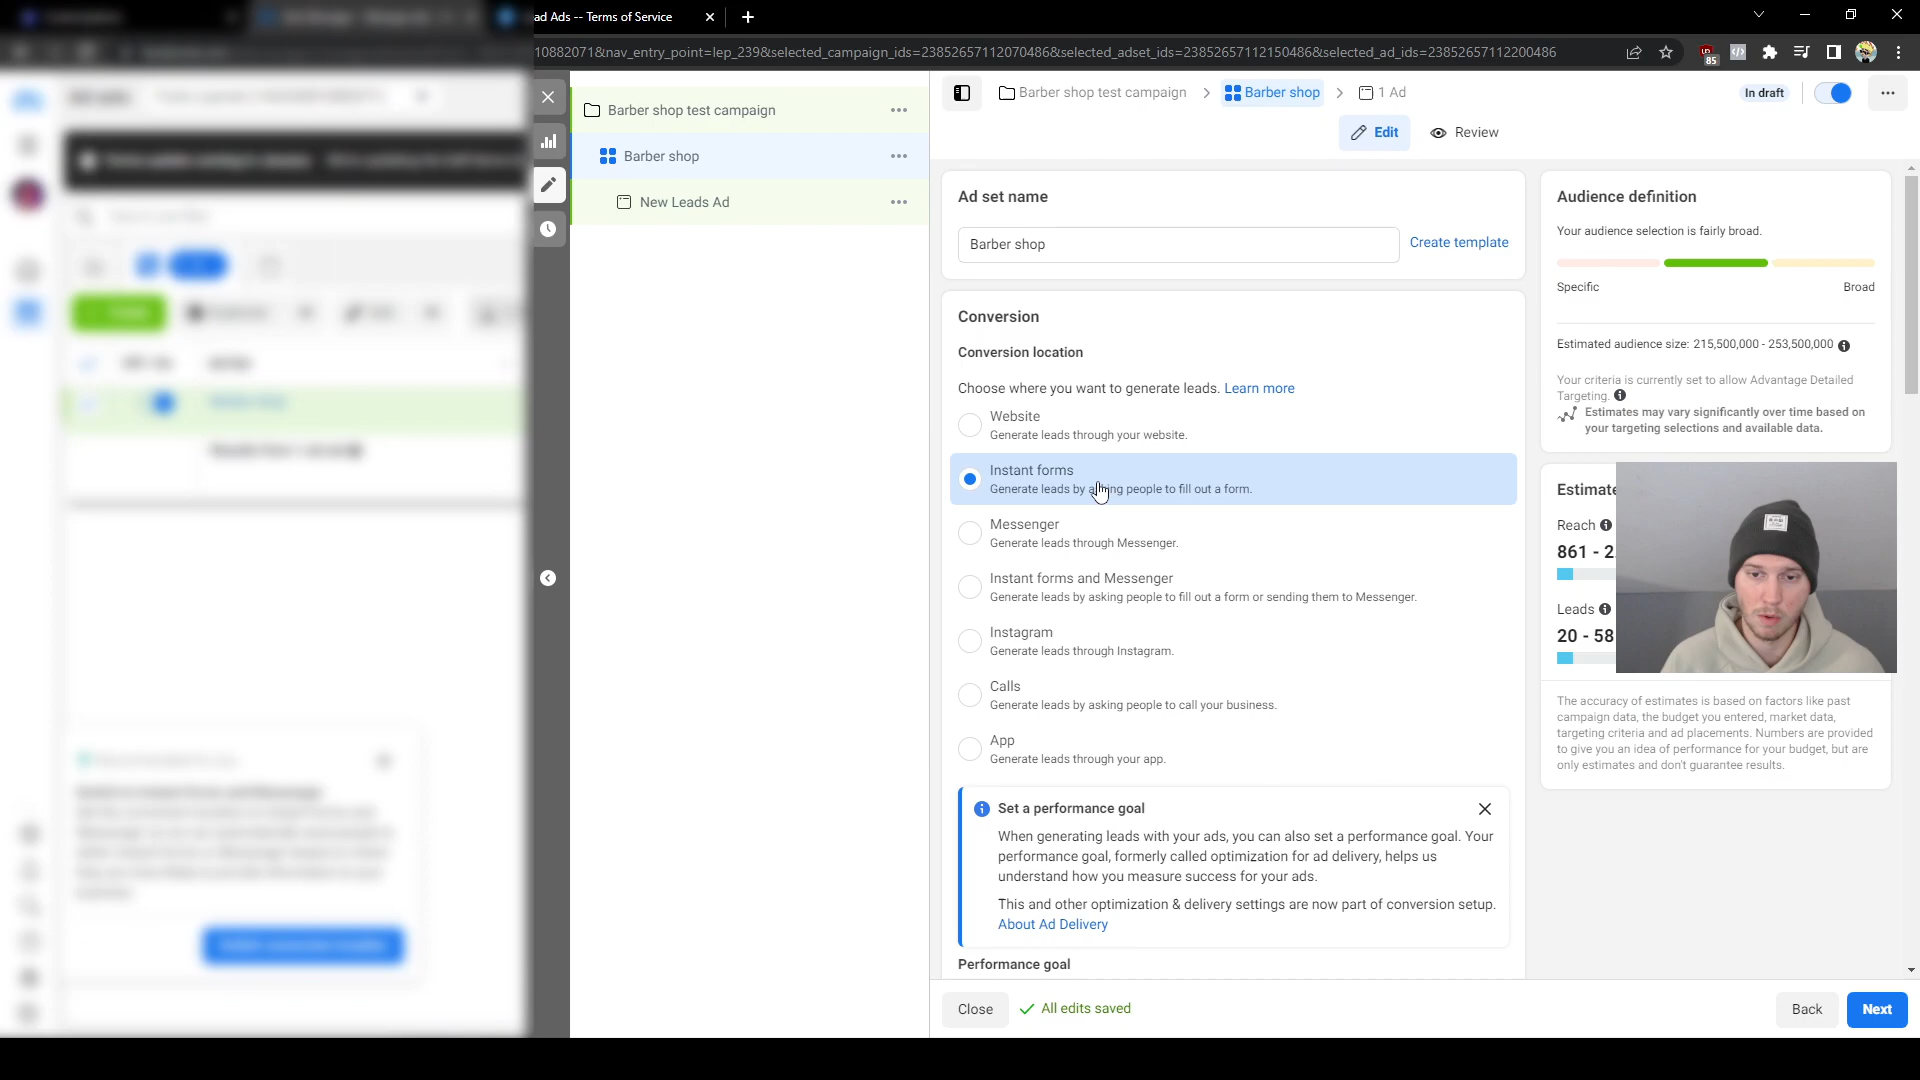 ad Ads -- Terms of Service
10882071&nav_entry_point=lep_239&selected_campaign_ids=23852657112070486&selected_adset_ids=23852657112150486&selected_ad_ids=23852657112200486
85
Barber shop test campaign
Barber shop
New Leads Ad
Barber shop test campaign
Barber shop
1 Ad
In draft
Edit
Review
Ad set name
Barber shop
Create template
Conversion
Conversion location
Choose where you want to generate leads. Learn more
Website
Generate leads through your website.
Instant forms
Generate leads by asking people to fill out a form.
Messenger
Generate leads through Messenger.
Instant forms and Messenger
Generate leads by asking people to fill out a form or sending them to Messenger.
Instagram
Generate leads through Instagram.
Calls
Generate leads by asking people to call your business.
App
Generate leads through your app.
Set a performance goal
When generating leads with your ads, you can also set a performance goal. Your
performance goal, formerly called optimization for ad delivery, helps us
understand how you measure success for your ads.
This and other optimization & delivery settings are now part of conversion setup.
About Ad Delivery
Performance goal
Close
All edits saved
Back
Next
Audience definition
Your audience selection is fairly broad.
Specific
Broad
Estimated audience size: 215,500,000 - 253,500,000
Your criteria is currently set to allow Advantage Detailed
Targeting.
Estimates may vary significantly over time based on
your targeting selections and available data.
Estimate
Reach
861 - 2.
Leads
20 - 58
The accuracy of estimates is based on factors like past
campaign data, the budget you entered, market data,
targeting criteria and ad placements. Numbers are provided
to give you an idea of performance for your budget, but are
only estimates and don't guarantee results.